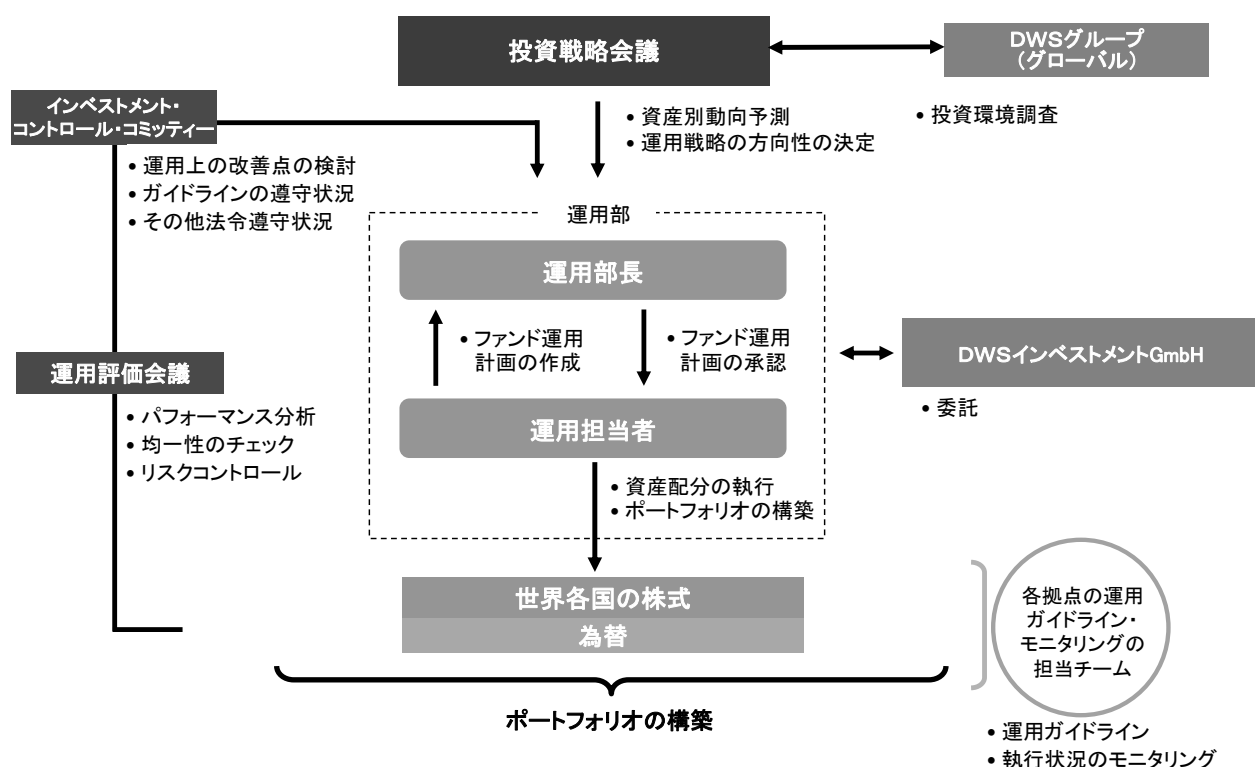 投資戦略会議
DWSグループ
(グローバル)
• 投資環境調査
インベストメント・
コントロール・コミッティー
• 運用上の改善点の検討
• ガイドラインの遵守状況
• その他法令遵守状況
• 資産別動向予測
• 運用戦略の方向性の決定
運用部
運用部長
• ファンド運用
計画の作成
• ファンド運用
計画の承認
運用担当者
DWSインベストメントGmbH
• 委託
運用評価会議
• パフォーマンス分析
• 均一性のチェック
• リスクコントロール
• 資産配分の執行
• ポートフォリオの構築
世界各国の株式
為替
ポートフォリオの構築
各拠点の運用
ガイドライン・
モニタリングの
担当チーム
• 運用ガイドライン
• 執行状況のモニタリング